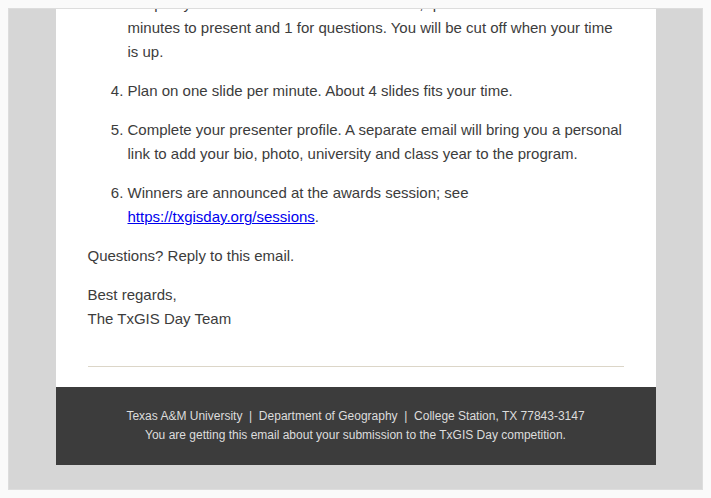 minutes to present and 1 for questions. You will be cut off when your time
is up.
4. Plan on one slide per minute. About 4 slides fits your time.
5. Complete your presenter profile. A separate email will bring you a personal
link to add your bio, photo, university and class year to the program.
6. Winners are announced at the awards session; see
https://txgisday.org/sessions.
Questions? Reply to this email.
Best regards,
The TxGIS Day Team
Texas A&M University | Department of Geography | College Station, TX 77843-3147
You are getting this email about your submission to the TxGIS Day competition.